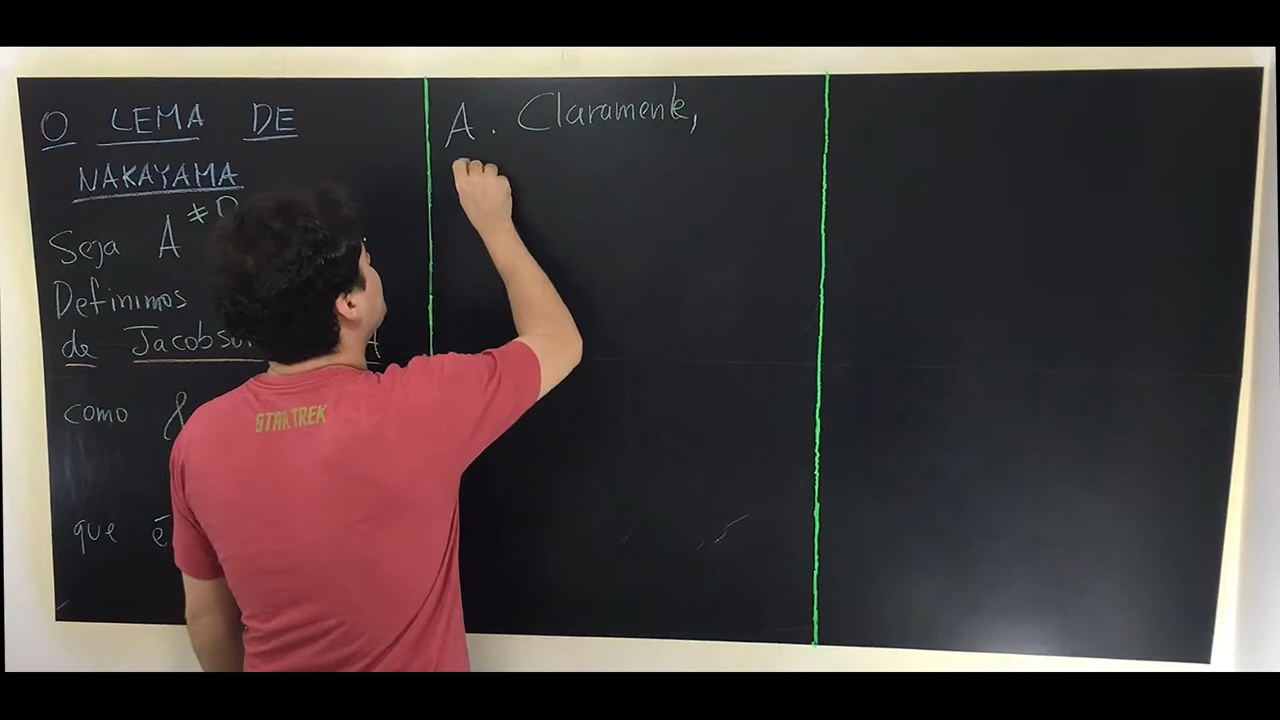 O LEMA DE
NAKAYAMA
Seja A ≠ 0
Definimos
de Jacobson
como
que é
A. Claramente,
STAR TREK